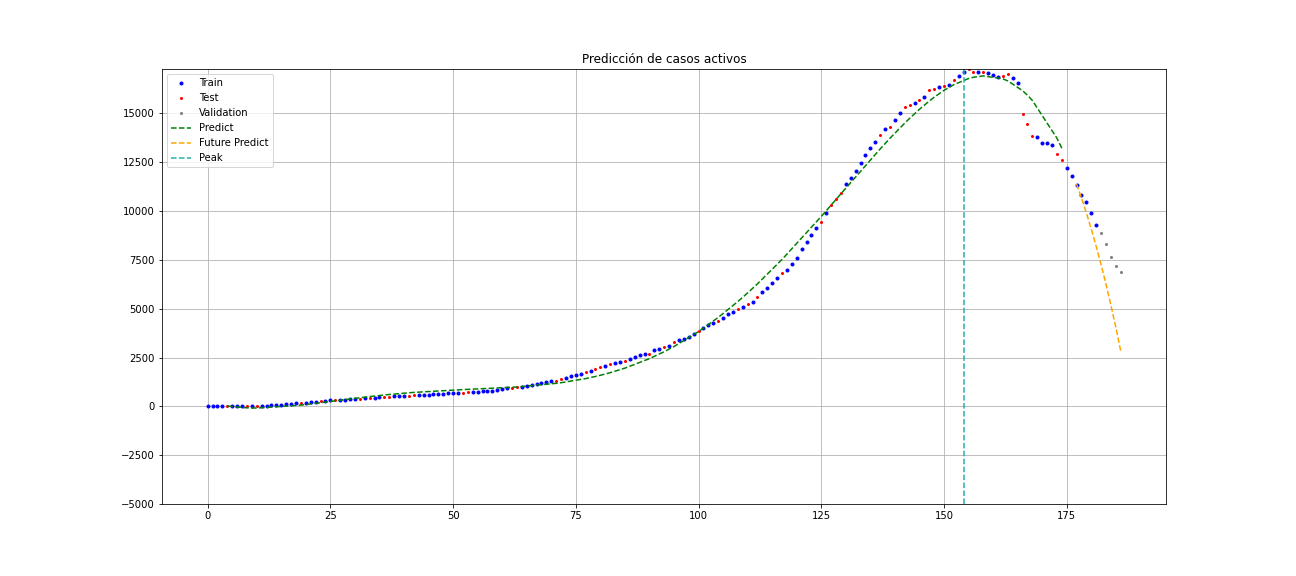 Predicción de casos activos
Train
Test
Validation
Predict
Future Predict
Peak
15000
12500
10000
7500
5000
2500
0
−2500
−5000
0 25 50 75 100 125 150 175